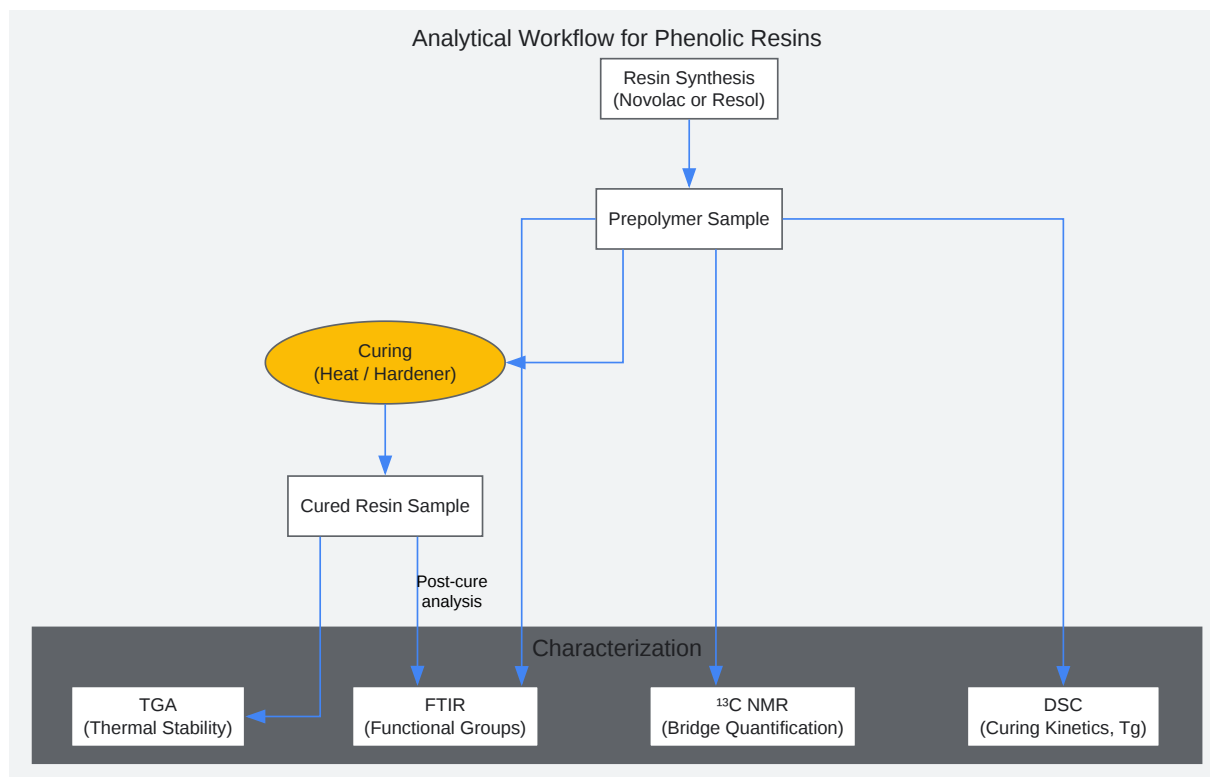 Analytical Workflow for Phenolic Resins
Resin Synthesis
(Novolac or Resol)
Prepolymer Sample
Curing
(Heat / Hardener)
Cured Resin Sample
Post-cure
analysis
Characterization
TGA
(Thermal Stability)
FTIR
(Functional Groups)
¹³C NMR
(Bridge Quantification)
DSC
(Curing Kinetics, Tg)